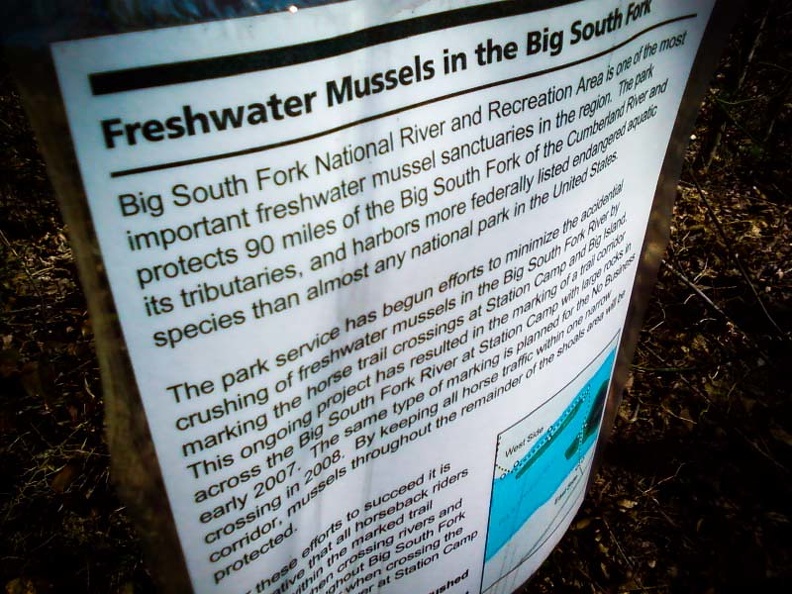 Freshwater Mussels in the Big South Fork
Big South Fork National River and Recreation Area is one of the most
important freshwater mussel sanctuaries in the region. The park
protects 90 miles of the Big South Fork of the Cumberland River and
its tributaries, and harbors more federally listed endangered aquatic
species than almost any national park in the United States.
The park service has begun efforts to minimize the accidental
crushing of freshwater mussels in the Big South Fork River by
marking the horse trail crossings at Station Camp and Big Island.
This ongoing project has resulted in the marking of a trail corridor
across the Big South Fork River at Station Camp with large rocks in
early 2007. The same type of marking is planned for the No Business
crossing in 2008. By keeping all horse traffic within one narrow
corridor, mussels throughout the remainder of the shoals area will be
protected.
these efforts to succeed it is
that all horseback riders
within the marked trail
when crossing rivers and
Big South Fork
when crossing the
at Station Camp
West Side